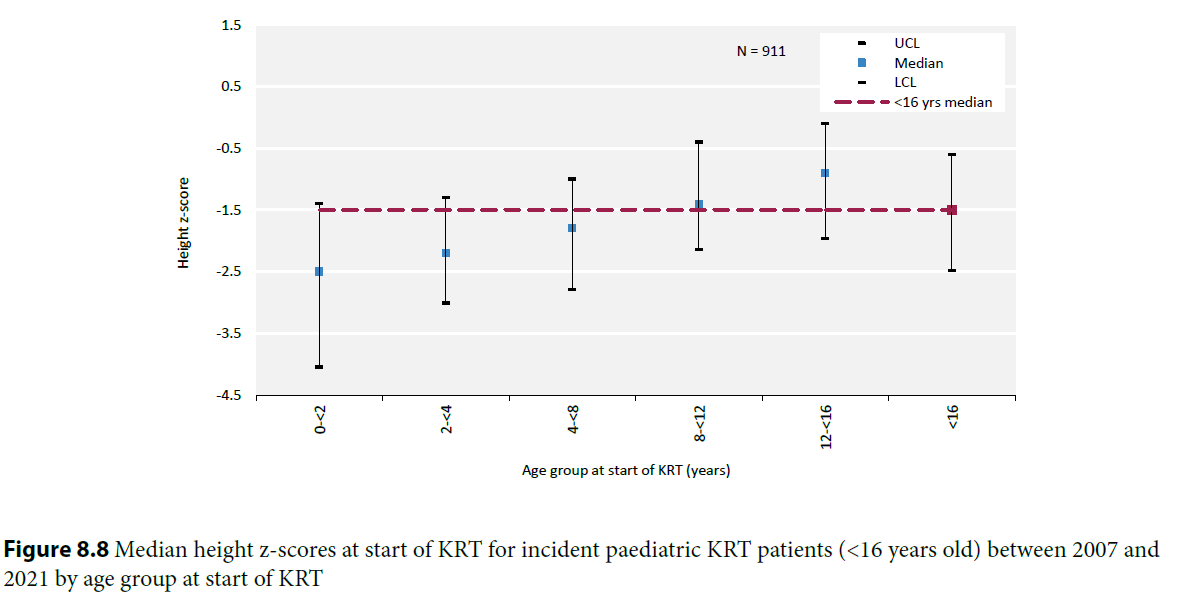 1.5
N = 911
UCL
Median
LCL
<16 yrs median
0.5
-0.5
-1.5
-2.5
-3.5
-4.5
Height z-score
0-<2
2-<4
4-<8
8-<12
12-<16
<16
Age group at start of KRT (years)
Figure 8.8 Median height z-scores at start of KRT for incident paediatric KRT patients (<16 years old) between 2007 and
2021 by age group at start of KRT